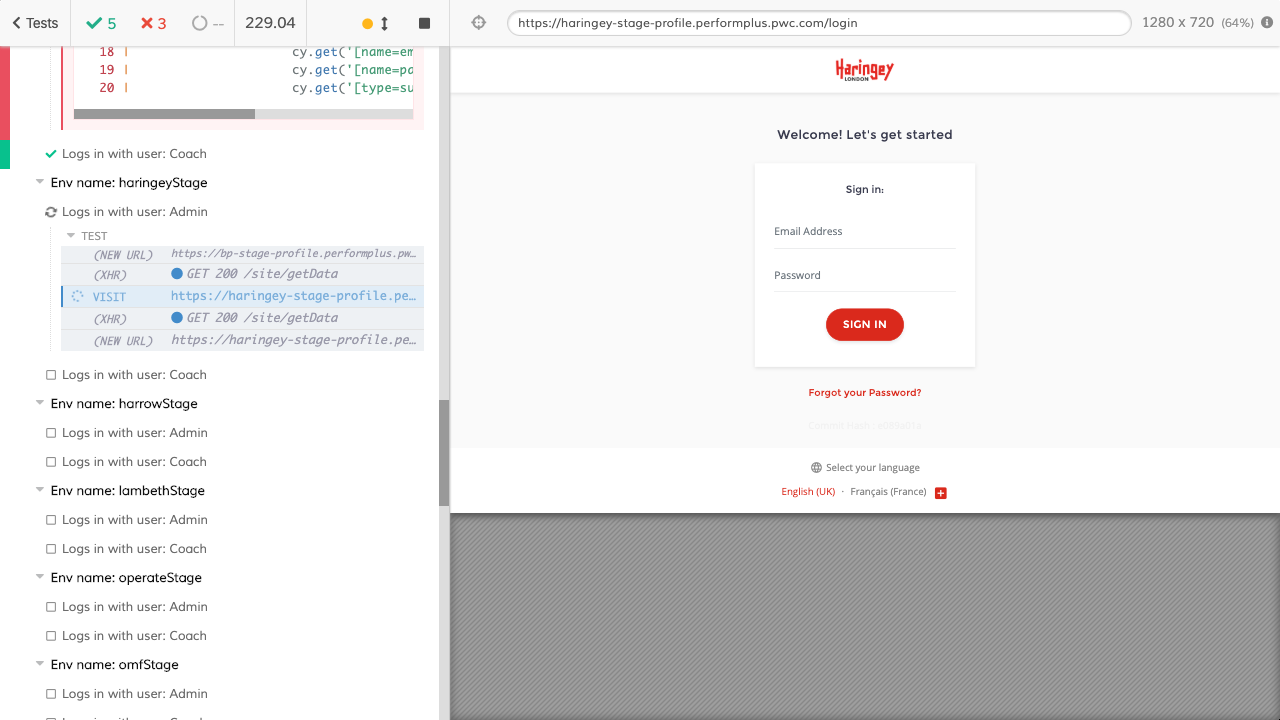 Tests
5
3
--
229.04
https://haringey-stage-profile.performplus.pwc.com/login
1280 x 720 (64%)
18 | cy.get('[name=em
19 | cy.get('[name=pa
20 | cy.get('[type=su
Logs in with user: Coach
Env name: haringeyStage
Logs in with user: Admin
TEST
(NEW URL) https://bp-stage-profile.performplus.pw...
(XHR) GET 200 /site/getData
VISIT https://haringey-stage-profile.pe...
(XHR) GET 200 /site/getData
(NEW URL) https://haringey-stage-profile.pe...
Logs in with user: Coach
Env name: harrowStage
Logs in with user: Admin
Logs in with user: Coach
Env name: lambethStage
Logs in with user: Admin
Logs in with user: Coach
Env name: operateStage
Logs in with user: Admin
Logs in with user: Coach
Env name: omfStage
Logs in with user: Admin
Haringey
LONDON
Welcome! Let's get started
Sign in:
Email Address
Password
SIGN IN
Forgot your Password?
Select your language
English (UK) · Français (France)